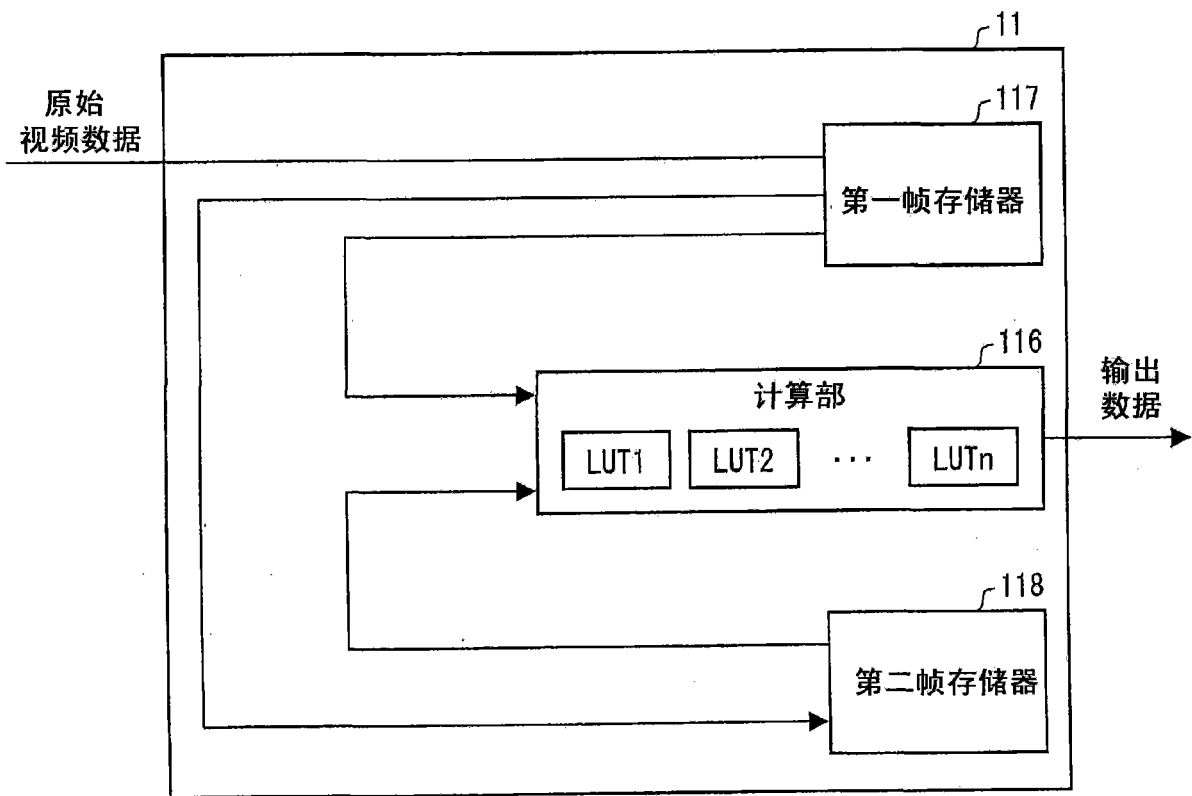 11
原始
视频数据
117
第一帧存储器
116
计算部
LUT1 LUT2 ... LUTn
输出
数据
118
第二帧存储器